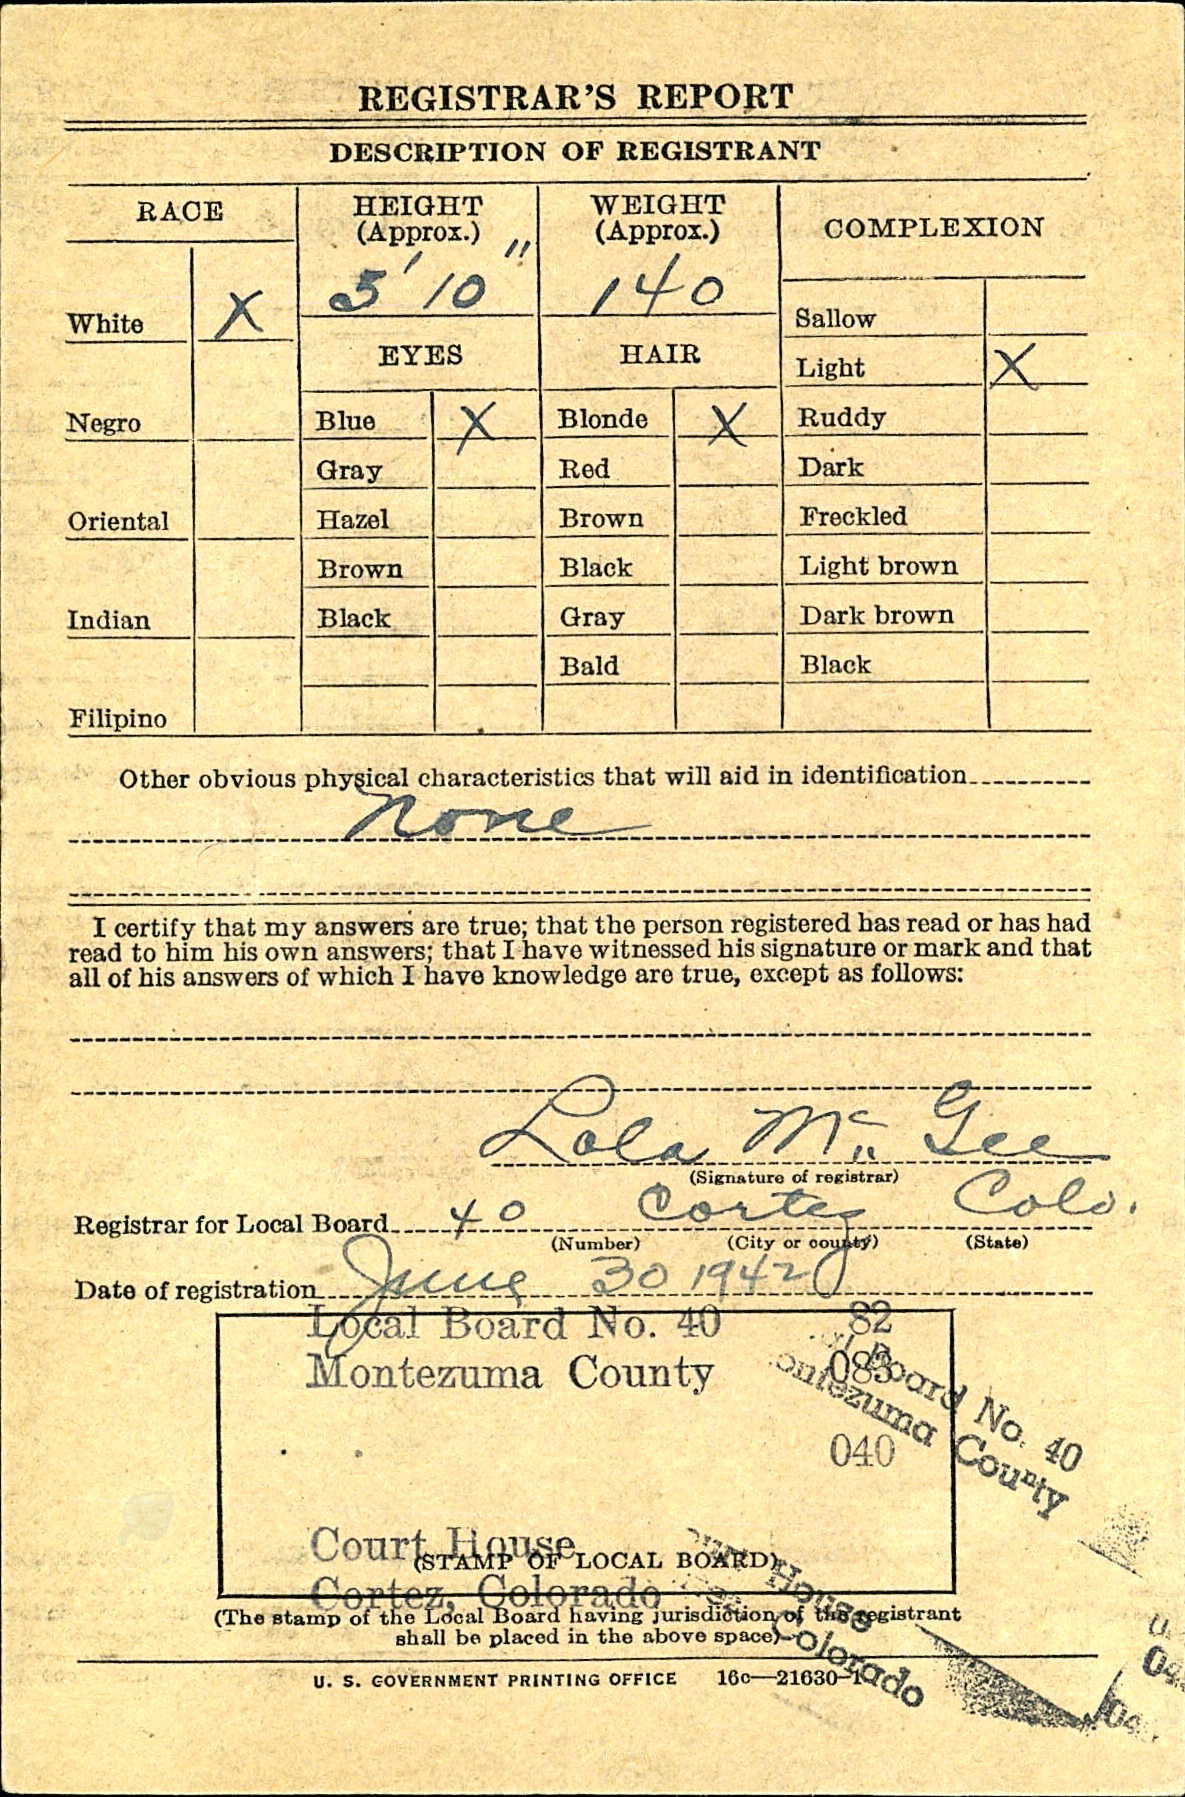 REGISTRAR'S REPORT
DESCRIPTION OF REGISTRANT
RACE
HEIGHT
(Approx.)
5' 10"
WEIGHT
(Approx.)
140
COMPLEXION
White X
Negro
Oriental
Indian
Filipino
EYES
Blue X
Gray
Hazel
Brown
Black
HAIR
Blonde X
Red
Brown
Black
Gray
Bald
Sallow
Light X
Ruddy
Dark
Freckled
Light brown
Dark brown
Black
Other obvious physical characteristics that will aid in identification
None
I certify that my answers are true; that the person registered has read or has had
read to him his own answers; that I have witnessed his signature or mark and that
all of his answers of which I have knowledge are true, except as follows:
Lola Mc Gee
(Signature of registrar)
Registrar for Local Board 40 Cortez Colo.
(Number) (City or county) (State)
Date of registration June 30 1942
Local Board No. 40 82
Montezuma County 083
040
Court House
Cortez, Colorado
Board No. 40
Montezuma County
House
Colorado
(STAMP OF LOCAL BOARD)
(The stamp of the Local Board having jurisdiction of the registrant
shall be placed in the above space)
U. S. GOVERNMENT PRINTING OFFICE 16c—21630-1